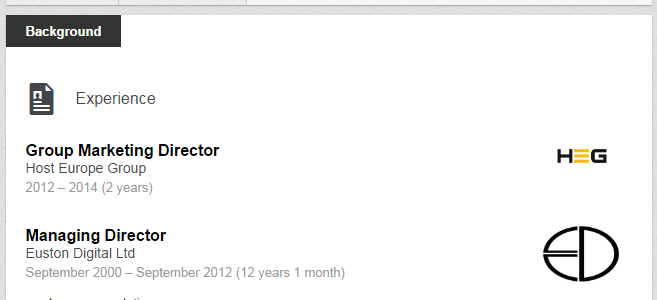 Background
Experience
Group Marketing Director
HEG
Host Europe Group
2012 – 2014 (2 years)
Managing Director
ED
Euston Digital Ltd
September 2000 – September 2012 (12 years 1 month)